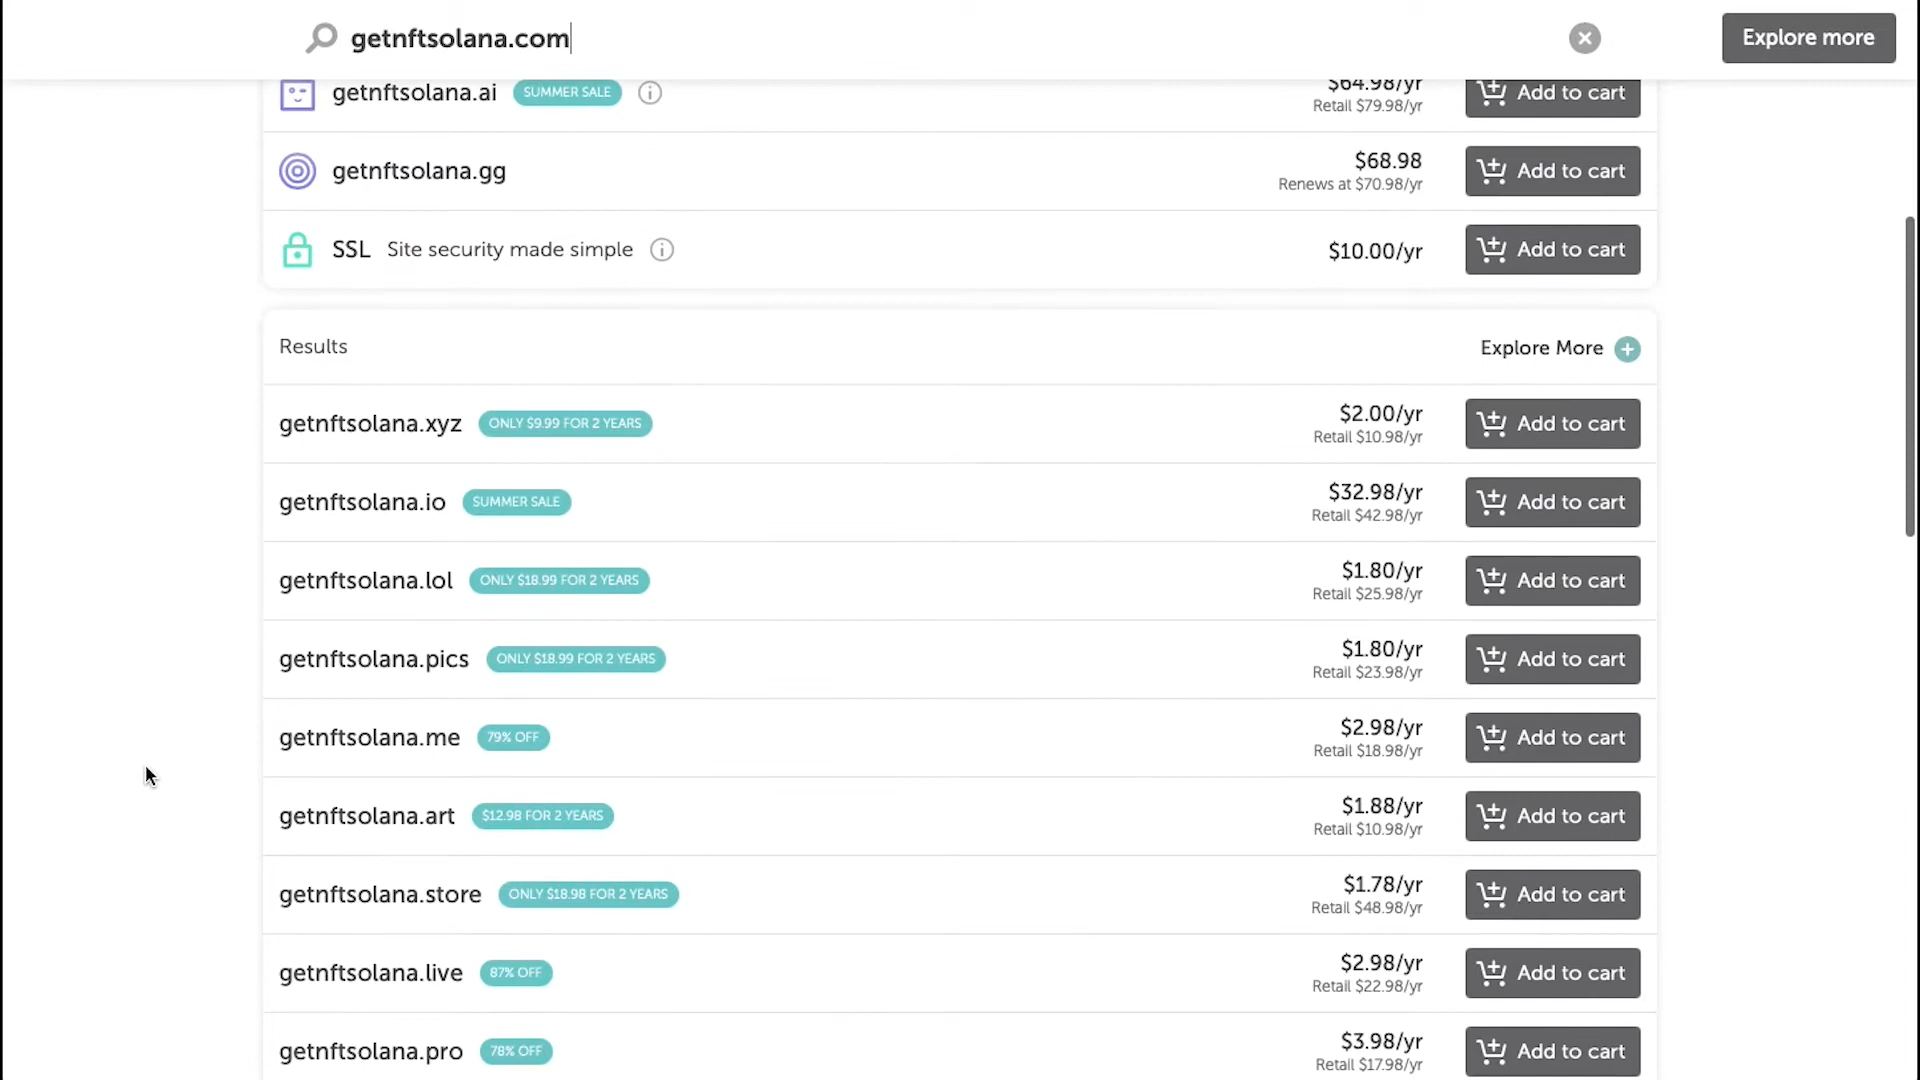 getnftsolana.com
Explore more
getnftsolana.ai SUMMER SALE $64.98/yr Add to cart
Retail $79.98/yr
getnftsolana.gg $68.98 Add to cart
Renews at $70.98/yr
SSL Site security made simple $10.00/yr Add to cart
Results Explore More
getnftsolana.xyz ONLY $9.99 FOR 2 YEARS $2.00/yr Add to cart
Retail $10.98/yr
getnftsolana.io SUMMER SALE $32.98/yr Add to cart
Retail $42.98/yr
getnftsolana.lol ONLY $18.99 FOR 2 YEARS $1.80/yr Add to cart
Retail $25.98/yr
getnftsolana.pics ONLY $18.99 FOR 2 YEARS $1.80/yr Add to cart
Retail $23.98/yr
getnftsolana.me 79% OFF $2.98/yr Add to cart
Retail $18.98/yr
getnftsolana.art $12.98 FOR 2 YEARS $1.88/yr Add to cart
Retail $10.98/yr
getnftsolana.store ONLY $18.98 FOR 2 YEARS $1.78/yr Add to cart
Retail $48.98/yr
getnftsolana.live 87% OFF $2.98/yr Add to cart
Retail $22.98/yr
getnftsolana.pro 78% OFF $3.98/yr Add to cart
Retail $17.98/yr